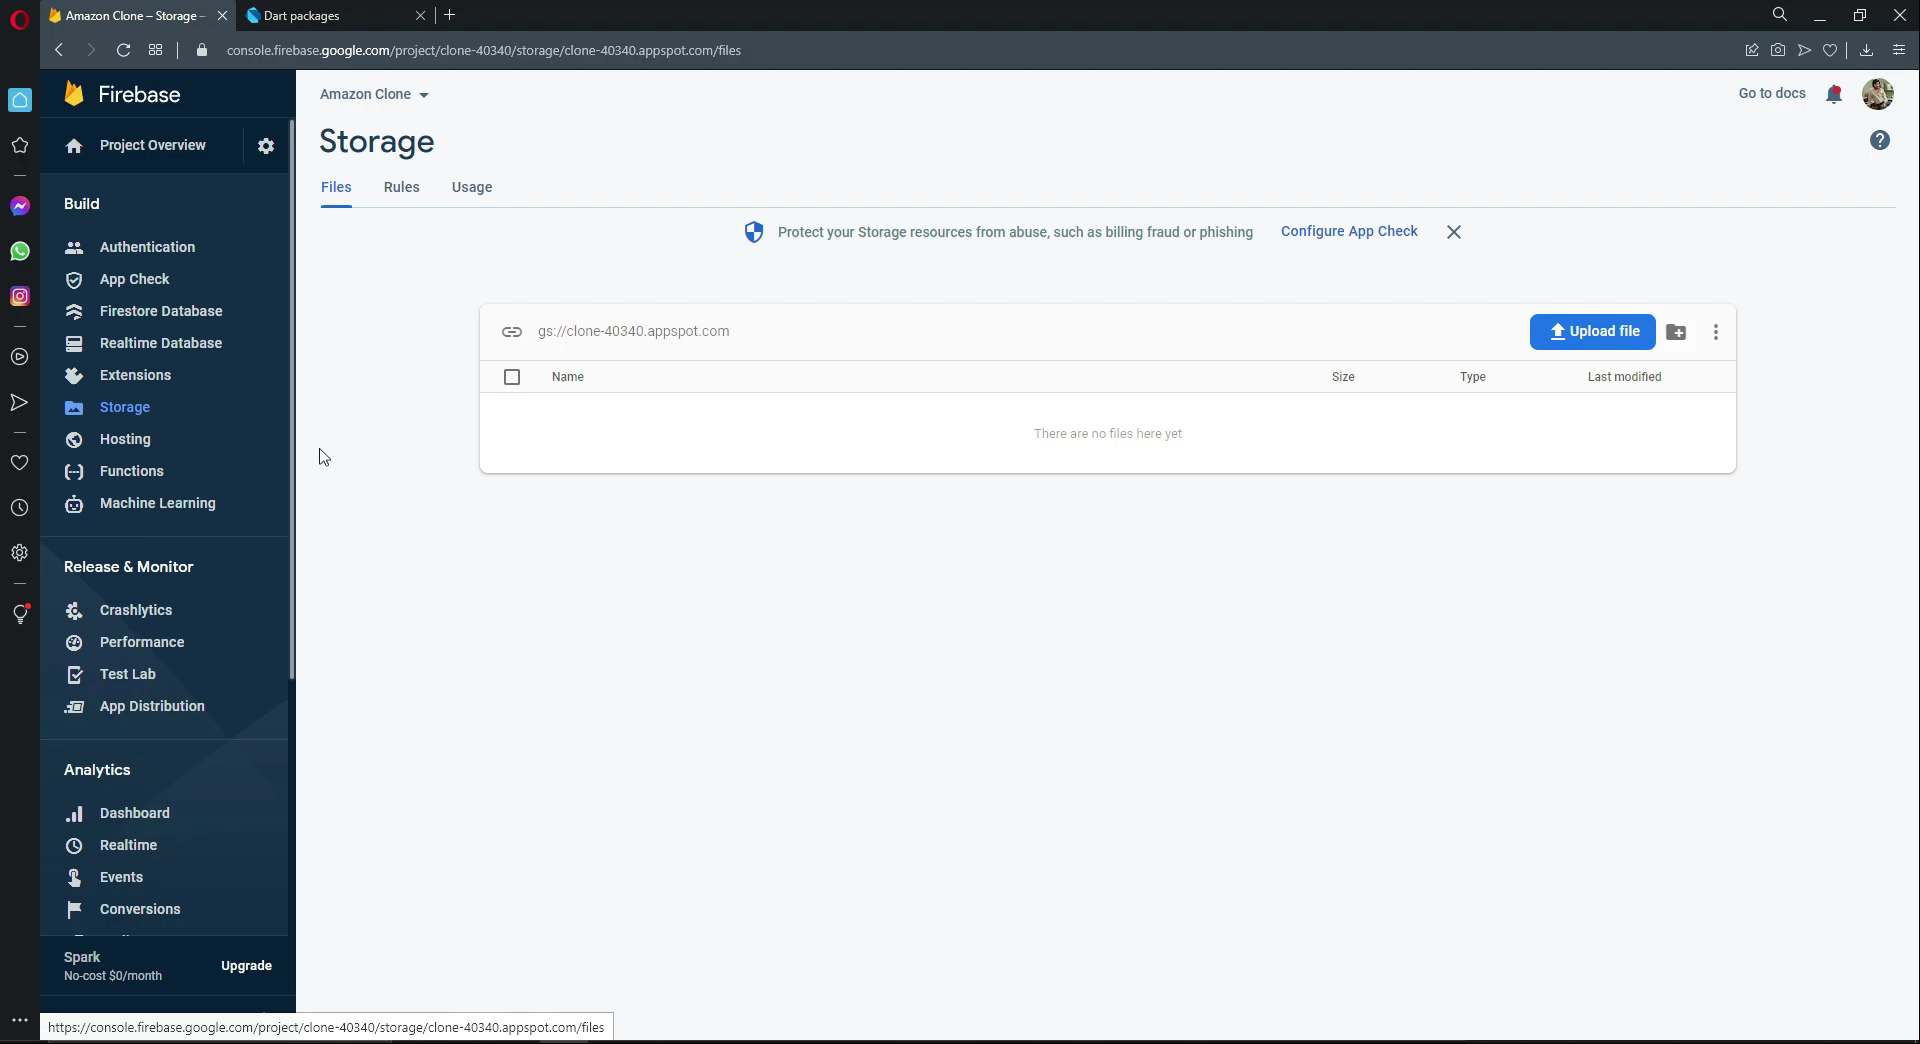 Amazon Clone – Storage –
Dart packages
console.firebase.google.com/project/clone-40340/storage/clone-40340.appspot.com/files
Firebase
Project Overview
Build
Authentication
App Check
Firestore Database
Realtime Database
Extensions
Storage
Hosting
Functions
Machine Learning
Release & Monitor
Crashlytics
Performance
Test Lab
App Distribution
Analytics
Dashboard
Realtime
Events
Conversions
Spark
No-cost $0/month
Upgrade
Amazon Clone
Go to docs
Storage
Files Rules Usage
Protect your Storage resources from abuse, such as billing fraud or phishing Configure App Check
gs://clone-40340.appspot.com
Upload file
Name Size Type Last modified
There are no files here yet
https://console.firebase.google.com/project/clone-40340/storage/clone-40340.appspot.com/files